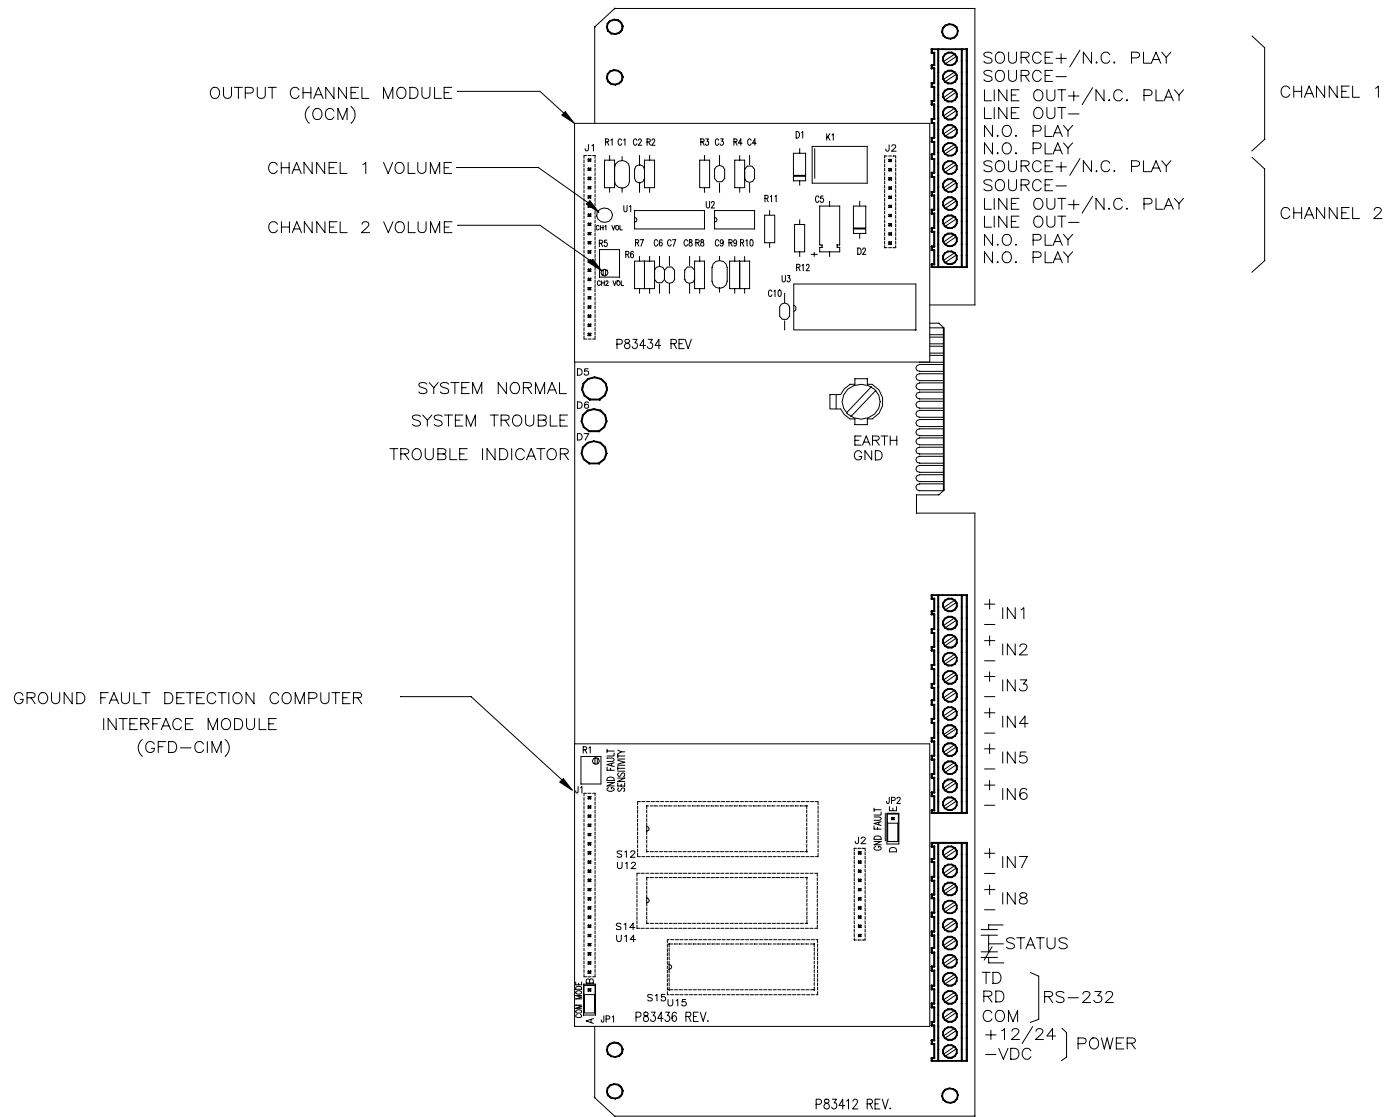 SOURCE+/N.C. PLAY
SOURCE-
LINE OUT+/N.C. PLAY
LINE OUT-
N.O. PLAY
N.O. PLAY
CHANNEL 1
SOURCE+/N.C. PLAY
SOURCE-
LINE OUT+/N.C. PLAY
LINE OUT-
N.O. PLAY
N.O. PLAY
CHANNEL 2
OUTPUT CHANNEL MODULE
(OCM)
CHANNEL 1 VOLUME
CHANNEL 2 VOLUME
J1
R1 C1 C2 R2
R3 C3 R4 C4
D1
K1
J2
CH1 VOL
U1
U2
R11
C5
R12
+
D2
R5
CH2 VOL
R6
R7 C6 C7 C8 R8 C9 R9 R10
U3
C10
P83434 REV
D5
SYSTEM NORMAL
D6
SYSTEM TROUBLE
D7
TROUBLE INDICATOR
EARTH
GND
+
- IN1
+
- IN2
+
- IN3
+
- IN4
+
- IN5
+
- IN6
GROUND FAULT DETECTION COMPUTER
INTERFACE MODULE
(GFD-CIM)
R1
GND FAULT
SENSITIVITY
J1
JP2
GND FAULT
E
D
J2
S12
U12
S14
U14
S15
U15
B
COM MODE
A
JP1
P83436 REV.
+
- IN7
+
- IN8
STATUS
TD
RD
COM
RS-232
+12/24
-VDC
POWER
P83412 REV.